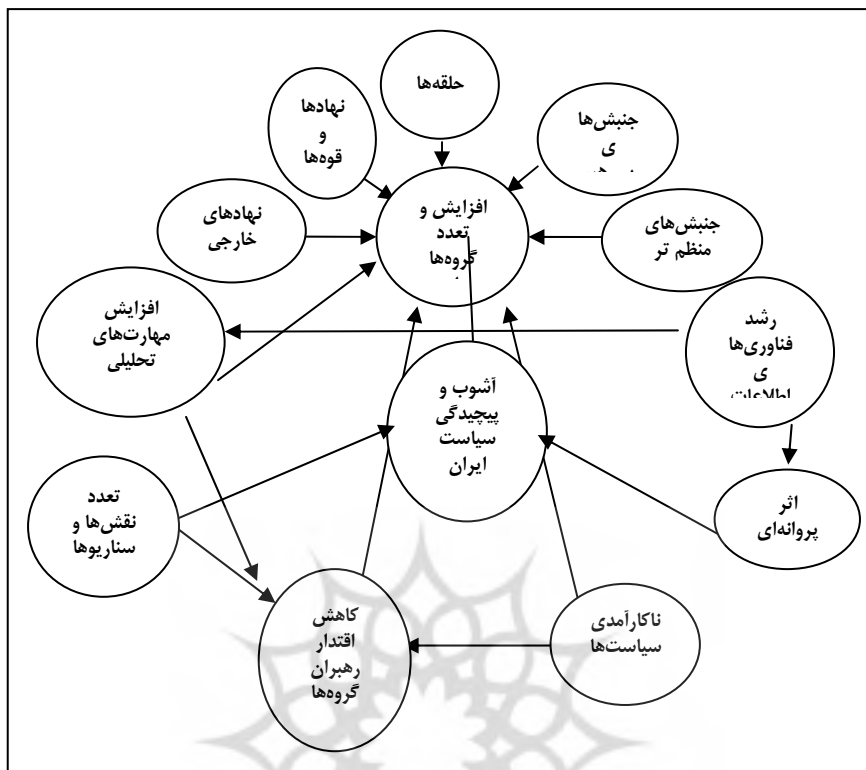 حلقه‌ها
نهادها
و
قوه‌ها
جنبش‌ها
ی
نهادهای
خارجی
افزایش و
تعدد
گروه‌ها
جنبش‌های
منظم تر
افزایش
مهارت‌های
تحلیلی
رشد
فناوری‌ها
ی
اطلاعات
آشوب و
پیچیدگی
سیاست
ایران
تعدد
نقش‌ها و
سناریوها
اثر
پروانه‌ای
کاهش
اقتدار
رهبران
گروه‌ها
ناکارآمدی
سیاست‌ها